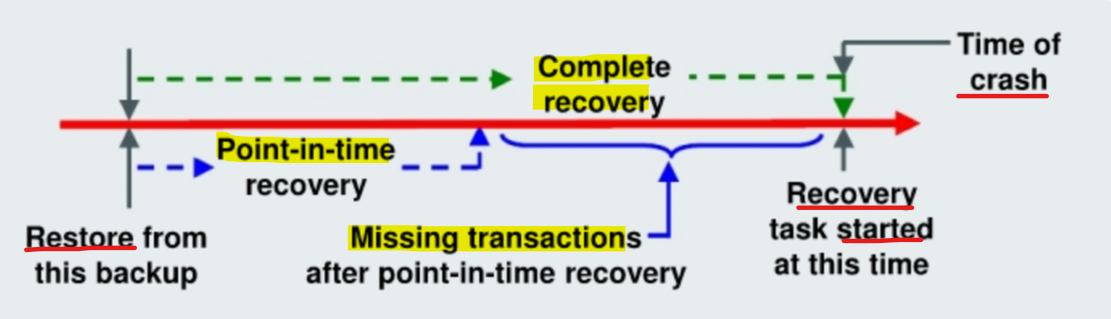 Complete
recovery
Time of
crash
Point-in-time
recovery
Restore from
this backup
Missing transactions
after point-in-time recovery
Recovery
task started
at this time